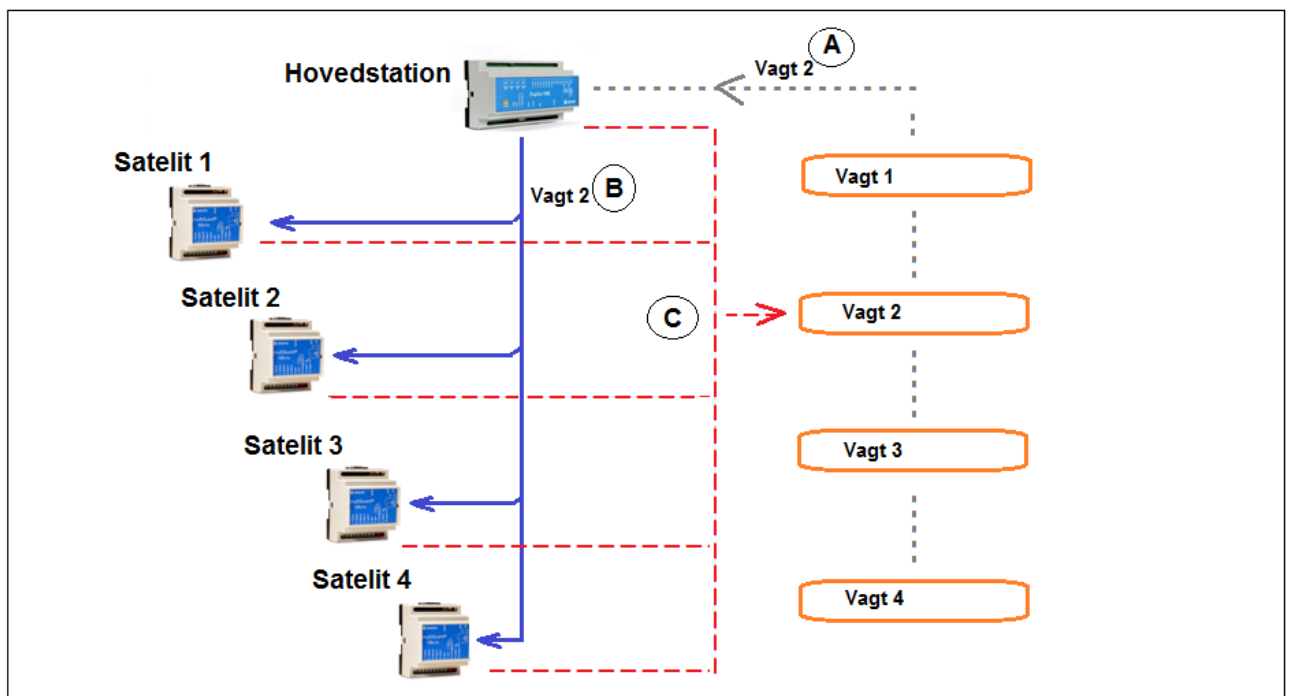 Hovedstation
Vagt 2
A
Satelit 1
Vagt 1
Vagt 2
B
Satelit 2
C
Vagt 2
Satelit 3
Vagt 3
Satelit 4
Vagt 4